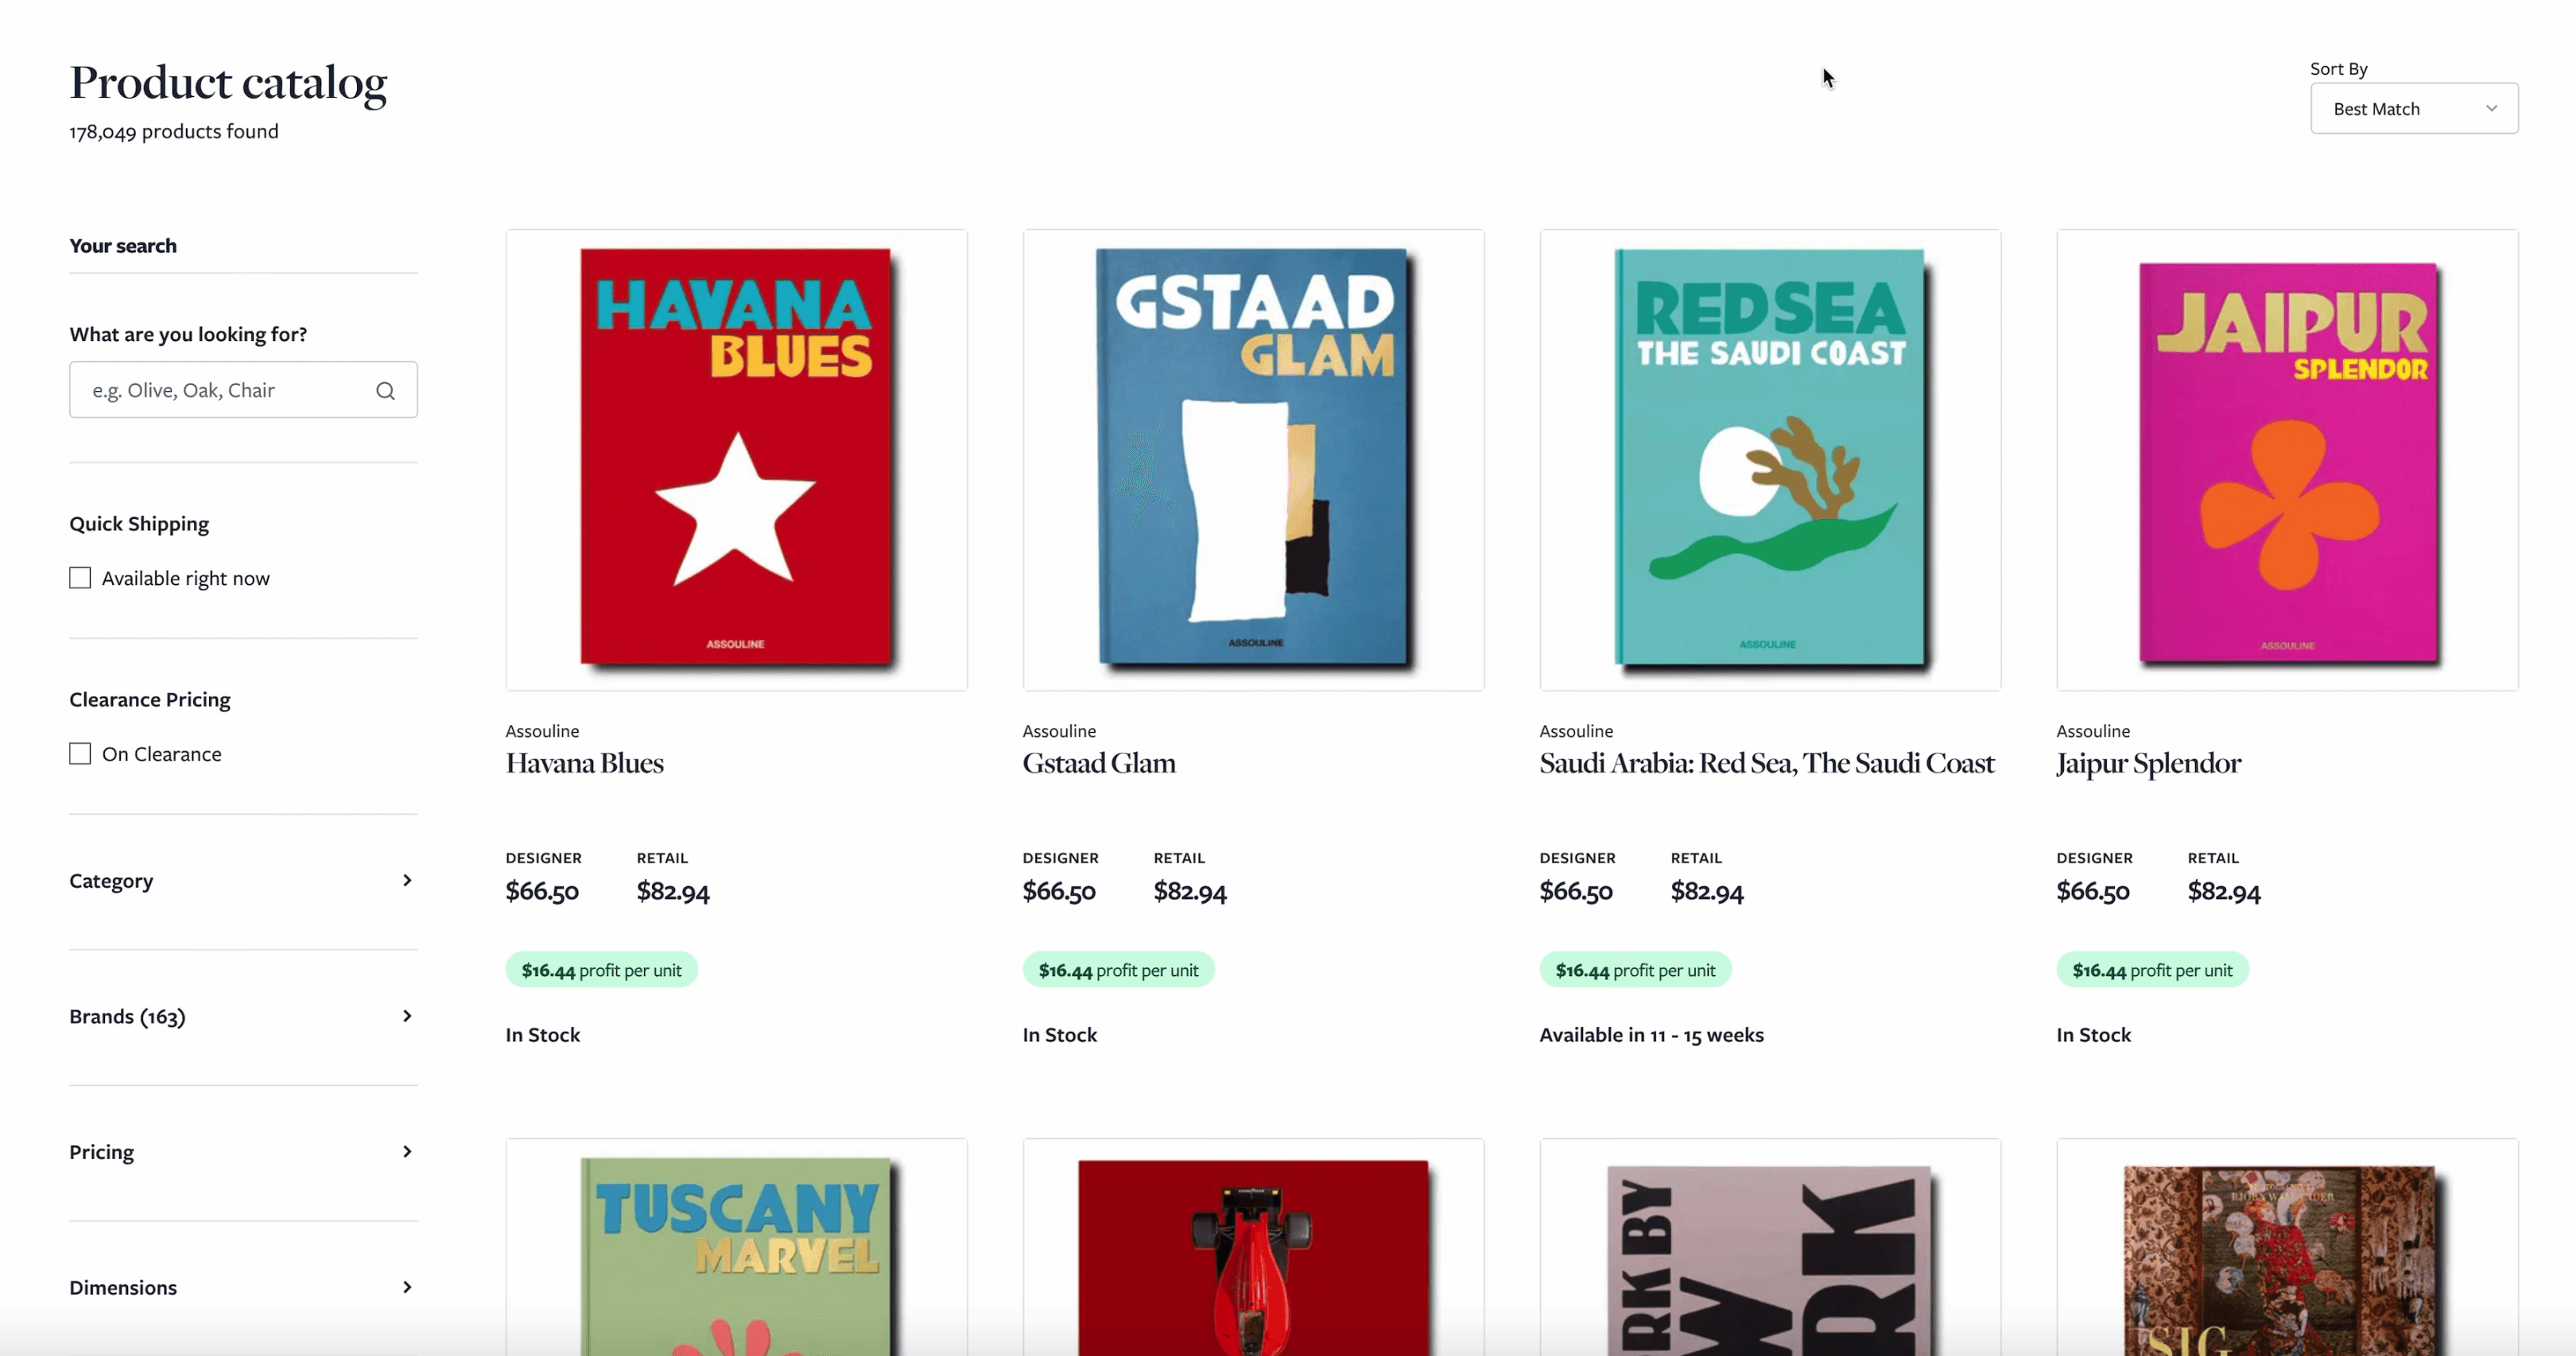 Product catalog
178,049 products found
Sort By
Best Match
Your search
What are you looking for?
e.g. Olive, Oak, Chair
Quick Shipping
Available right now
Clearance Pricing
On Clearance
Category
Brands (163)
Pricing
Dimensions
HAVANA
BLUES
ASSOULINE
Assouline
Havana Blues
DESIGNER RETAIL
$66.50 $82.94
$16.44 profit per unit
In Stock
GSTAAD
GLAM
ASSOULINE
Assouline
Gstaad Glam
DESIGNER RETAIL
$66.50 $82.94
$16.44 profit per unit
In Stock
RED SEA
THE SAUDI COAST
ASSOULINE
Assouline
Saudi Arabia: Red Sea, The Saudi Coast
DESIGNER RETAIL
$66.50 $82.94
$16.44 profit per unit
Available in 11 - 15 weeks
JAIPUR
SPLENDOR
ASSOULINE
Assouline
Jaipur Splendor
DESIGNER RETAIL
$66.50 $82.94
$16.44 profit per unit
In Stock
TUSCANY
MARVEL
RK BY
W
RK
SIG